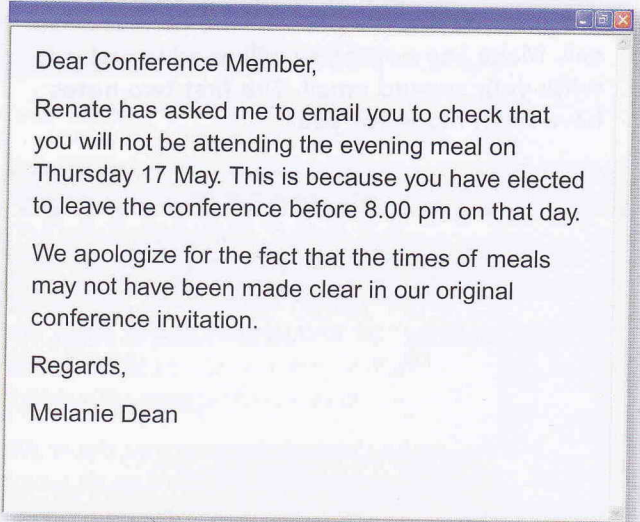 Dear Conference Member,
Renate has asked me to email you to check that
you will not be attending the evening meal on
Thursday 17 May. This is because you have elected
to leave the conference before 8.00 pm on that day.
We apologize for the fact that the times of meals
may not have been made clear in our original
conference invitation.
Regards,
Melanie Dean